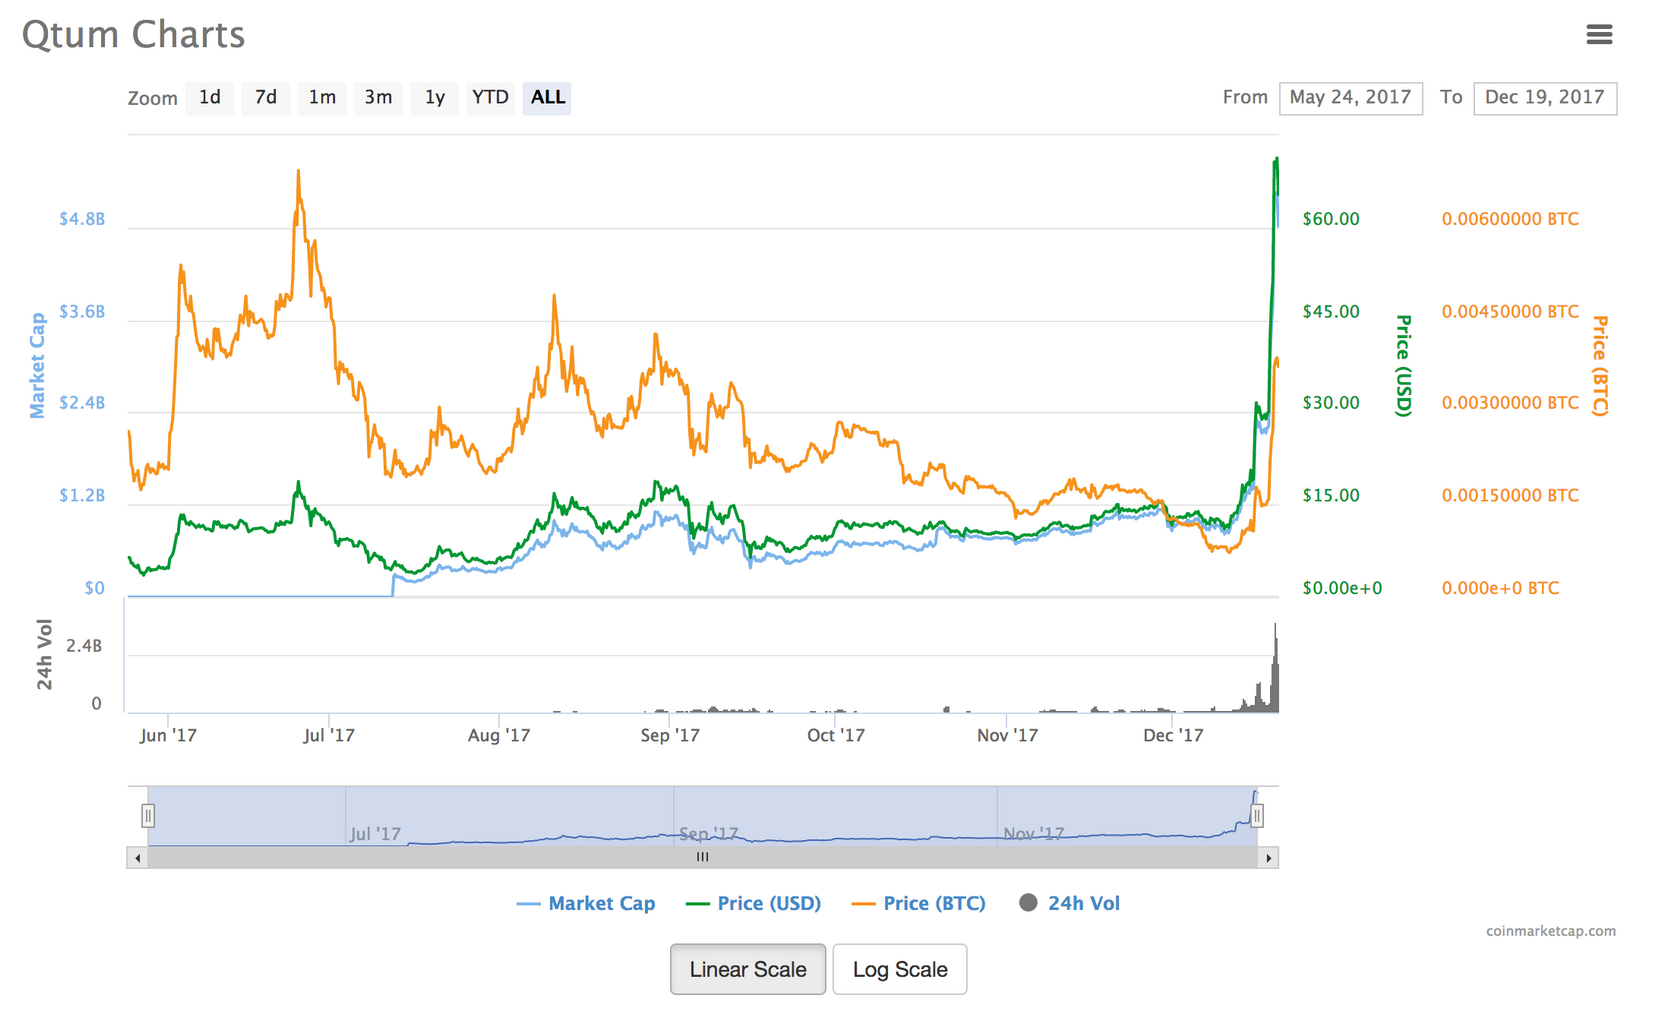 Qtum Charts
Zoom 1d 7d 1m 3m 1y YTD ALL From May 24, 2017 To Dec 19, 2017
$4.8B $60.00 0.00600000 BTC
$3.6B $45.00 0.00450000 BTC
$2.4B $30.00 0.00300000 BTC
$1.2B $15.00 0.00150000 BTC
$0 $0.00e+0 0.000e+0 BTC
Market Cap
Price (USD)
Price (BTC)
24h Vol
2.4B
0
Jun '17 Jul '17 Aug '17 Sep '17 Oct '17 Nov '17 Dec '17
Jul '17 Sep '17 Nov '17
Market Cap Price (USD) Price (BTC) 24h Vol
coinmarketcap.com
Linear Scale Log Scale